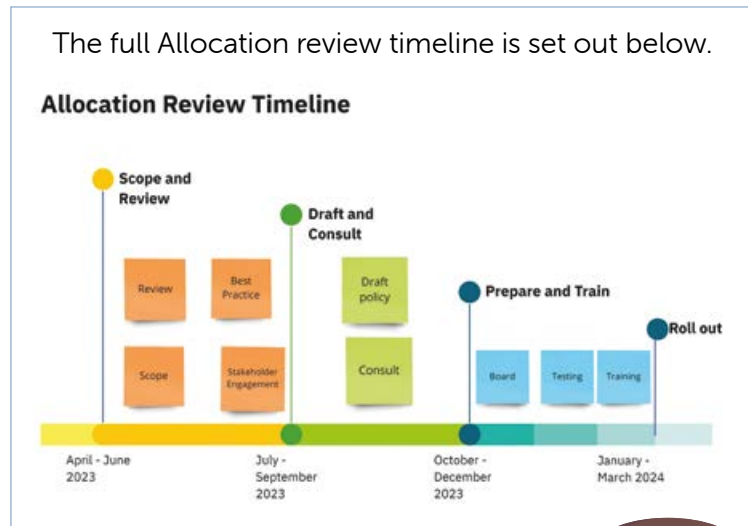 The full Allocation review timeline is set out below.
Allocation Review Timeline
Scope and
Review
Draft and
Consult
Prepare and Train
Roll out
Review
Best
Practice
Scope
Stakeholder
Engagement
Draft
policy
Consult
Board
Testing
Training
April - June
2023
July -
September
2023
October -
December
2023
January -
March 2024